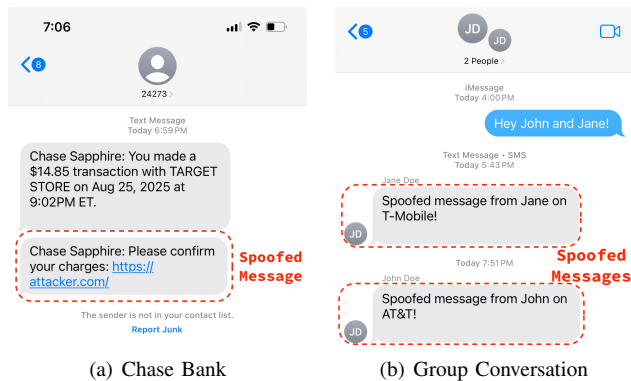 7:06
8
24273
Text Message
Today 6:59 PM
Chase Sapphire: You made a
$14.85 transaction with TARGET
STORE on Aug 25, 2025 at
9:02PM ET.
Chase Sapphire: Please confirm
your charges: https://
attacker.com/
Spoofed
Message
The sender is not in your contact list.
Report Junk
(a) Chase Bank
5
JD
JD
2 People
iMessage
Today 4:00 PM
Hey John and Jane!
Text Message • SMS
Today 5:43 PM
Jane Doe
Spoofed message from Jane on
T-Mobile!
JD
Today 7:51 PM
Spoofed
Messages
John Doe
Spoofed message from John on
AT&T!
JD
(b) Group Conversation